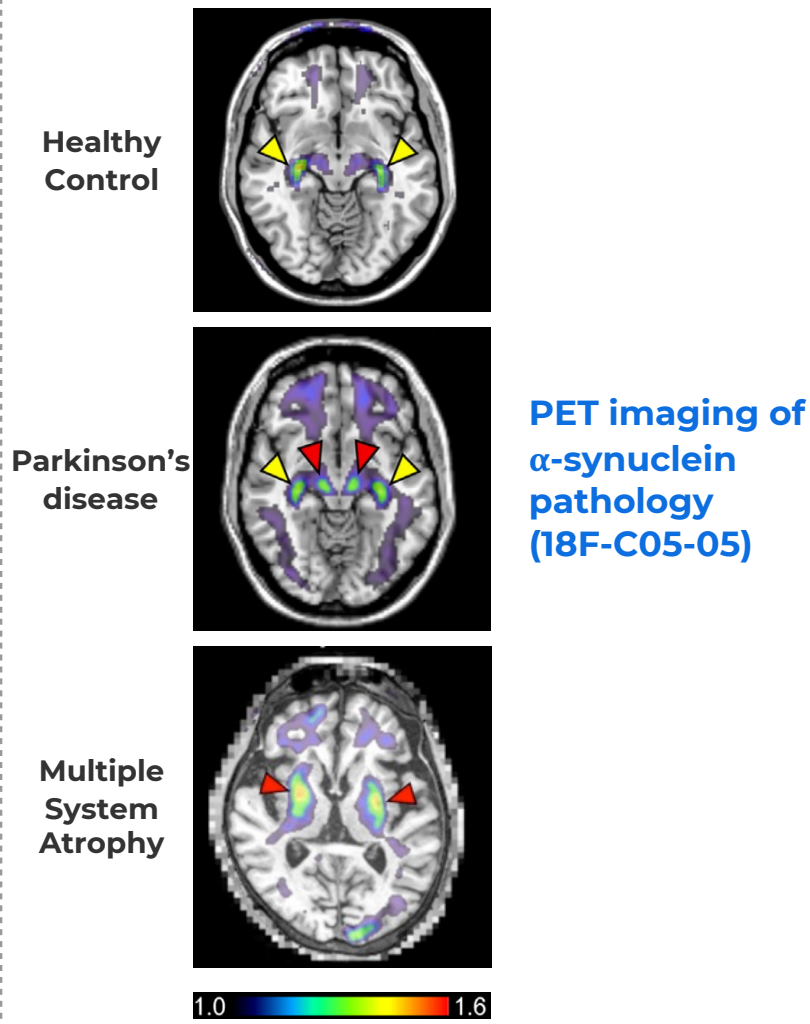 Healthy
Control
Parkinson’s
disease
PET imaging of
α-synuclein
pathology
(18F-C05-05)
Multiple
System
Atrophy
1.0
1.6